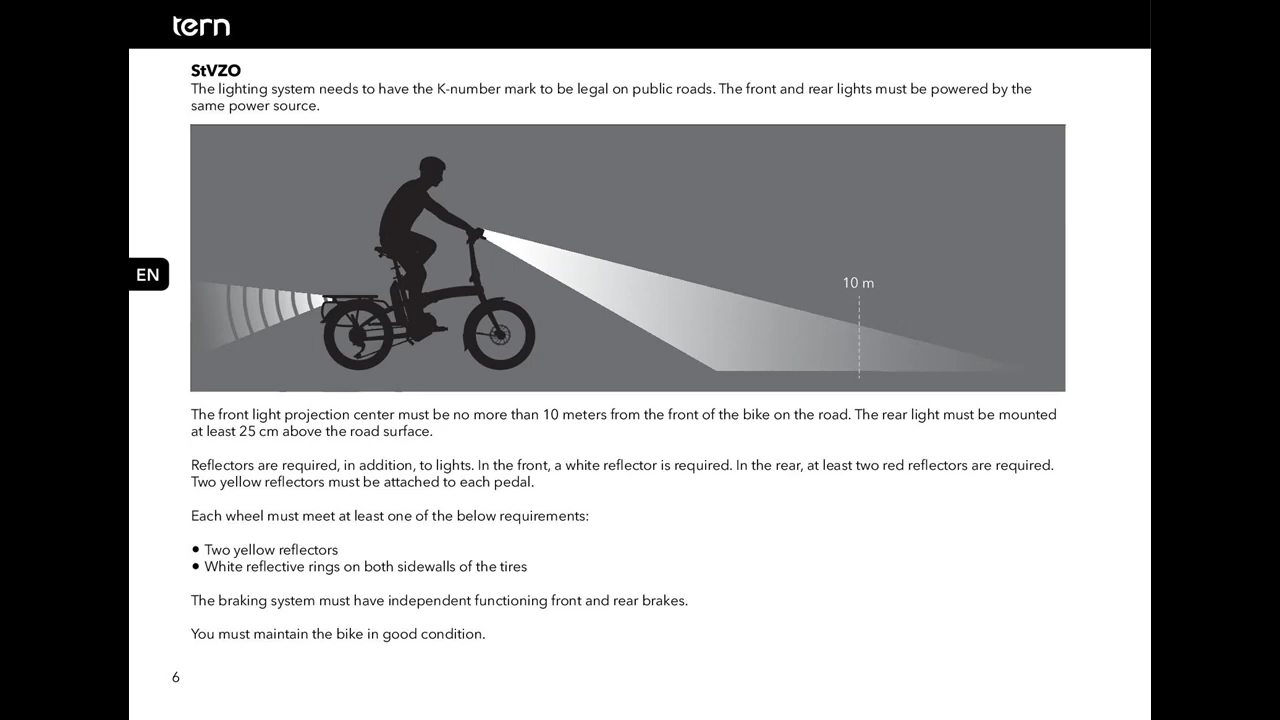 tern
StVZO
The lighting system needs to have the K-number mark to be legal on public roads. The front and rear lights must be powered by the
same power source.
10 m
EN
The front light projection center must be no more than 10 meters from the front of the bike on the road. The rear light must be mounted
at least 25 cm above the road surface.
Reflectors are required, in addition, to lights. In the front, a white reflector is required. In the rear, at least two red reflectors are required.
Two yellow reflectors must be attached to each pedal.
Each wheel must meet at least one of the below requirements:
● Two yellow reflectors
● White reflective rings on both sidewalls of the tires
The braking system must have independent functioning front and rear brakes.
You must maintain the bike in good condition.
6